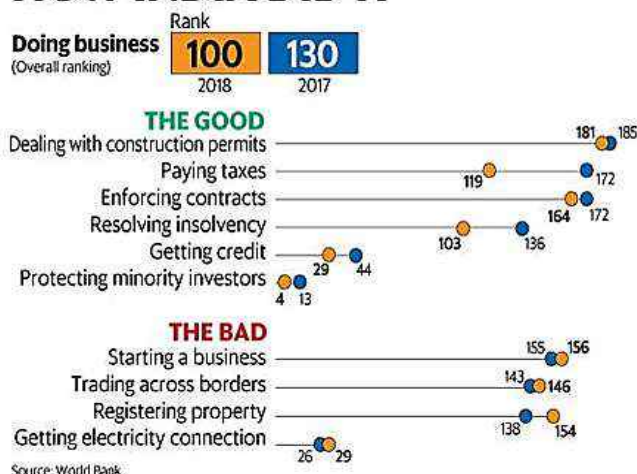 Rank
Doing business 100 130
(Overall ranking)
2018 2017
THE GOOD
Dealing with construction permits 181 185
Paying taxes 119 172
Enforcing contracts 164 172
Resolving insolvency 103 136
Getting credit 29 44
Protecting minority investors 4 13
THE BAD
Starting a business 155 156
Trading across borders 143 146
Registering property 138 154
Getting electricity connection 26 29
Source: World Bank